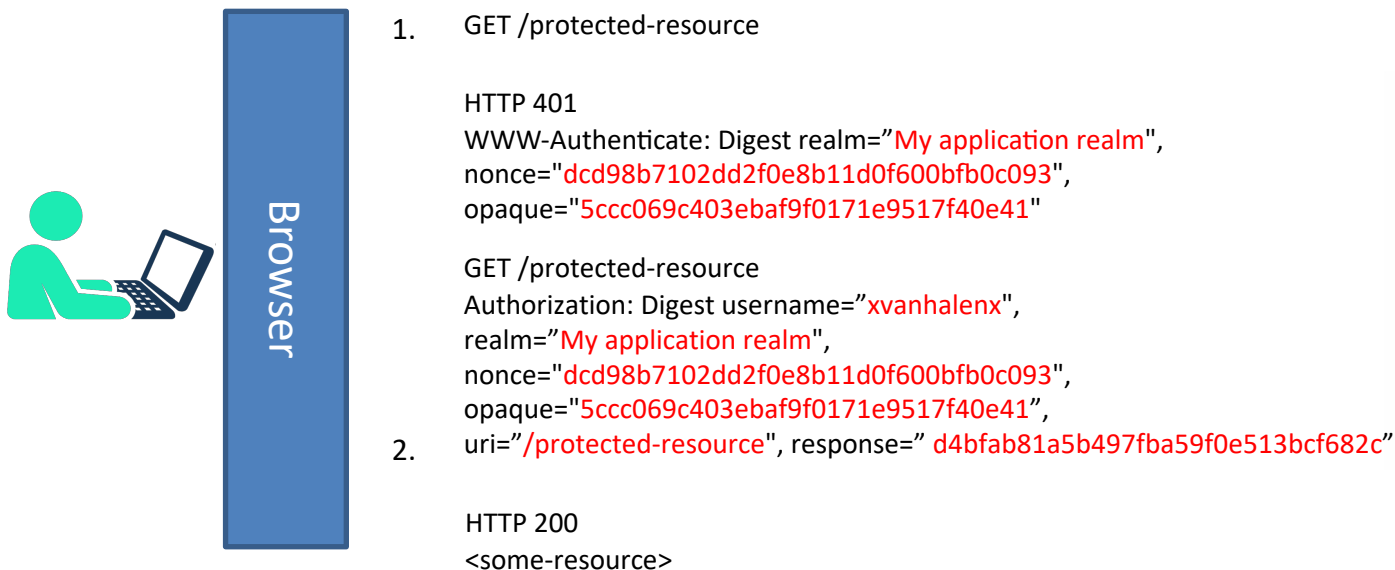 1. GET /protected-resource
HTTP 401
WWW-Authenticate: Digest realm=”My application realm",
nonce="dcd98b7102dd2f0e8b11d0f600bfb0c093",
opaque="5ccc069c403ebaf9f0171e9517f40e41"
Browser
GET /protected-resource
Authorization: Digest username=”xvanhalenx",
realm=”My application realm",
nonce="dcd98b7102dd2f0e8b11d0f600bfb0c093",
opaque="5ccc069c403ebaf9f0171e9517f40e41”,
2. uri=”/protected-resource", response=” d4bfab81a5b497fba59f0e513bcf682c”
HTTP 200
<some-resource>